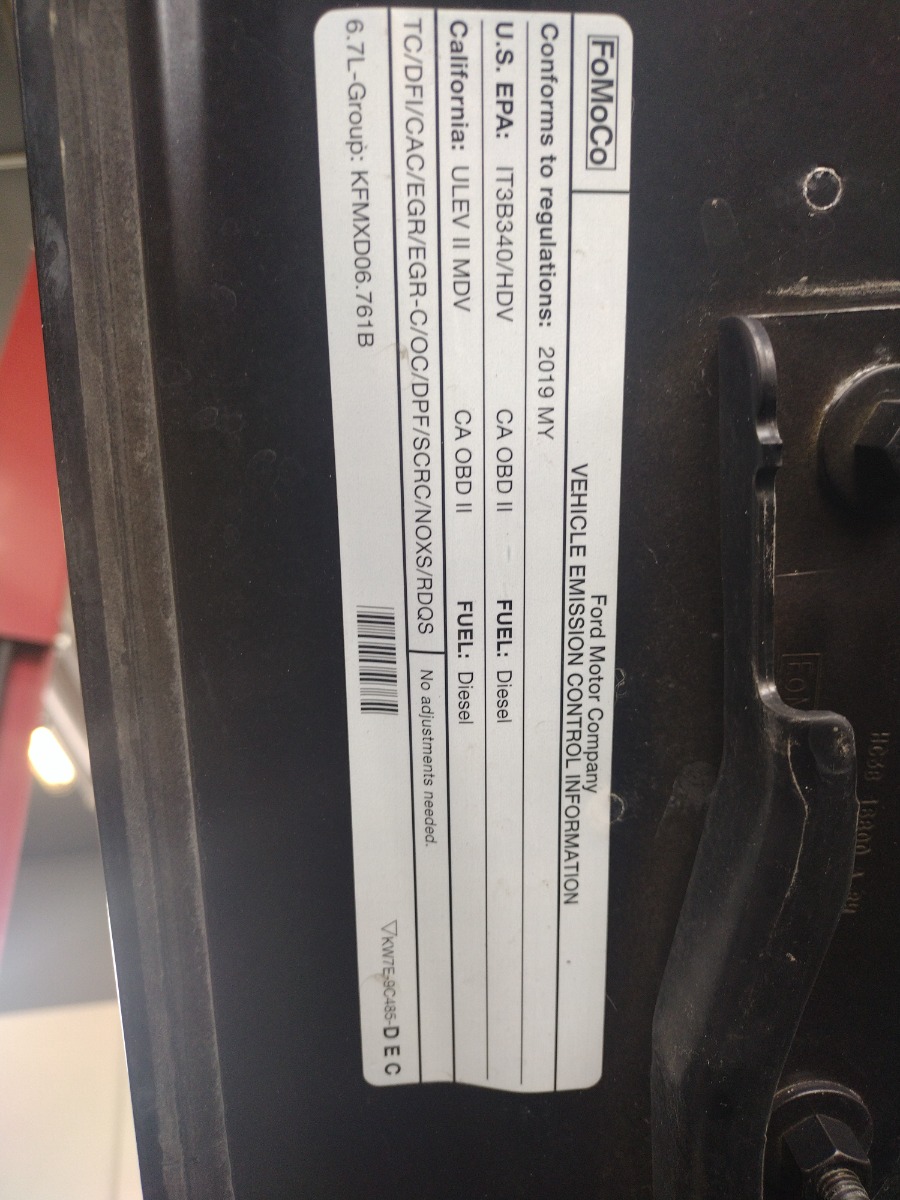 FoMoCo
Ford Motor Company
VEHICLE EMISSION CONTROL INFORMATION
Conforms to regulations: 2019 MY
U.S. EPA: IT3B340/HDV CA OBD II FUEL: Diesel
California: ULEV II MDV CA OBD II FUEL: Diesel
TC/DFI/CAC/EGR/EGR-C/OC/DPF/SCRC/NOXS/RDQS No adjustments needed.
6.7L-Group: KFMXD06.761B
KW7E-9C485-DEC